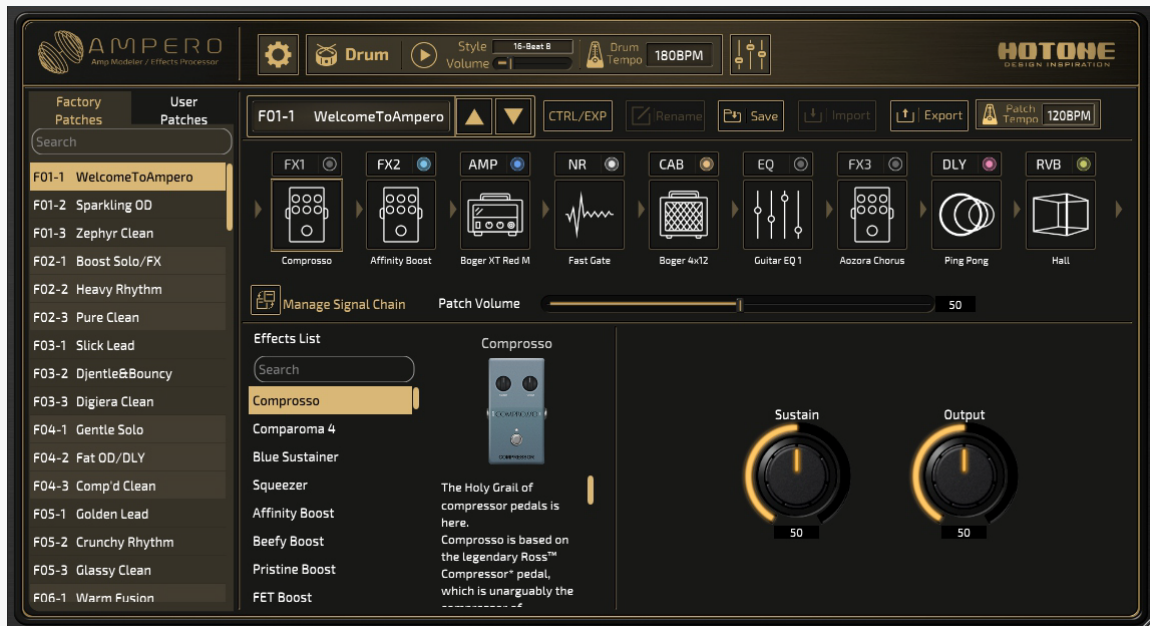 AMPERO
Amp Modeler / Effects Processor
Drum
Style
16-Beat B
Volume
Drum
Tempo
180BPM
HOTONE
DESIGN INSPIRATION
Factory
Patches
User
Patches
Search
F01-1 WelcomeToAmpero
F01-2 Sparkling OD
F01-3 Zephyr Clean
F02-1 Boost Solo/FX
F02-2 Heavy Rhythm
F02-3 Pure Clean
F03-1 Slick Lead
F03-2 Djentle&Bouncy
F03-3 Digiera Clean
F04-1 Gentle Solo
F04-2 Fat OD/DLY
F04-3 Comp'd Clean
F05-1 Golden Lead
F05-2 Crunchy Rhythm
F05-3 Glassy Clean
F06-1 Warm Fusion
F01-1 WelcomeToAmpero
CTRL/EXP
Rename
Save
Import
Export
Patch
Tempo
120BPM
FX1 FX2 AMP NR CAB EQ FX3 DLY RVB
Comprosso Affinity Boost Boger XT Red M Fast Gate Boger 4x12 Guitar EQ 1 Aozora Chorus Ping Pong Hall
Manage Signal Chain
Patch Volume
50
Effects List
Search
Comprosso
Comparoma 4
Blue Sustainer
Squeezer
Affinity Boost
Beefy Boost
Pristine Boost
FET Boost
Comprosso
COMPROSSO
COMPRESSOR
The Holy Grail of
compressor pedals is
here.
Comprosso is based on
the legendary Ross™
Compressor* pedal,
which is unarguably the
compressor of
Sustain
50
Output
50